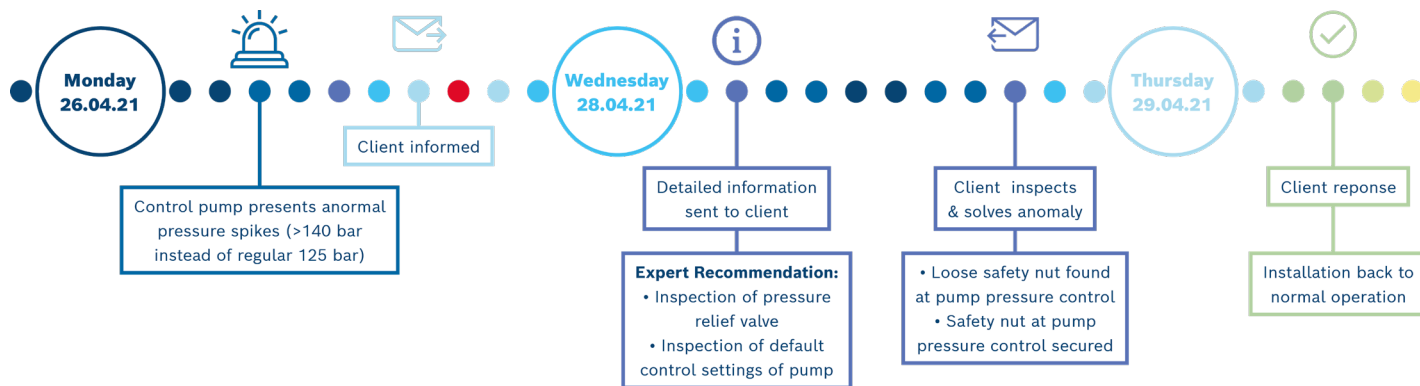 Monday
26.04.21
Control pump presents anormal
pressure spikes (>140 bar
instead of regular 125 bar)
Client informed
Wednesday
28.04.21
Detailed information
sent to client
Expert Recommendation:
• Inspection of pressure
relief valve
• Inspection of default
control settings of pump
Client inspects
& solves anomaly
• Loose safety nut found
at pump pressure control
• Safety nut at pump
pressure control secured
Thursday
29.04.21
Client reponse
Installation back to
normal operation